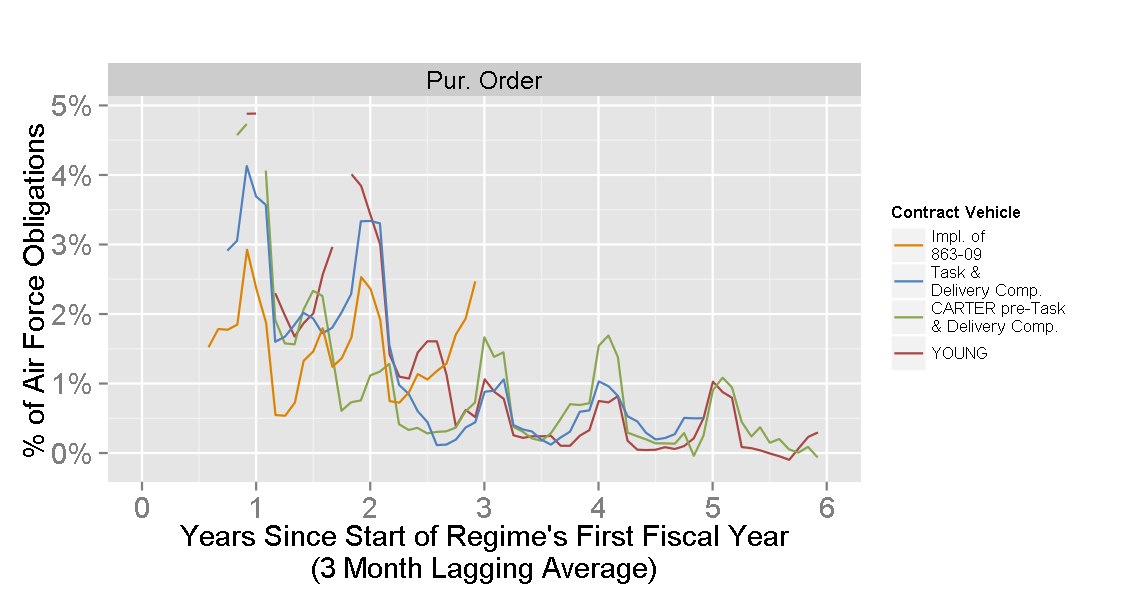 Pur. Order
5%
4%
3%
2%
1%
0%
% of Air Force Obligations
0 1 2 3 4 5 6
Years Since Start of Regime's First Fiscal Year
(3 Month Lagging Average)
Contract Vehicle
Impl. of
863-09
Task &
Delivery Comp.
CARTER pre-Task
& Delivery Comp.
YOUNG